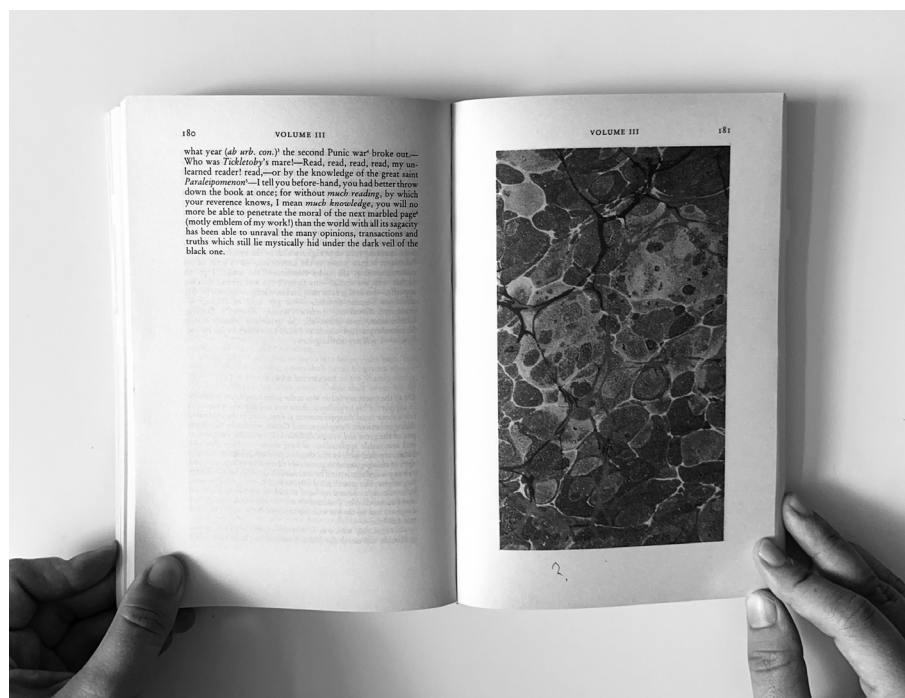 180
VOLUME III
what year (ab urb. con.)³ the second Punic war⁴ broke out.—
Who was Tickletoby's mare!—Read, read, read, read, my un-
learned reader! read,—or by the knowledge of the great saint
Paraleipomenon⁵—I tell you before-hand, you had better throw
down the book at once; for without much reading, by which
your reverence knows, I mean much knowledge, you will no
more be able to penetrate the moral of the next marbled page⁶
(motly emblem of my work!) than the world with all its sagacity
has been able to unraval the many opinions, transactions and
truths which still lie mystically hid under the dark veil of the
black one.
VOLUME III
181
?